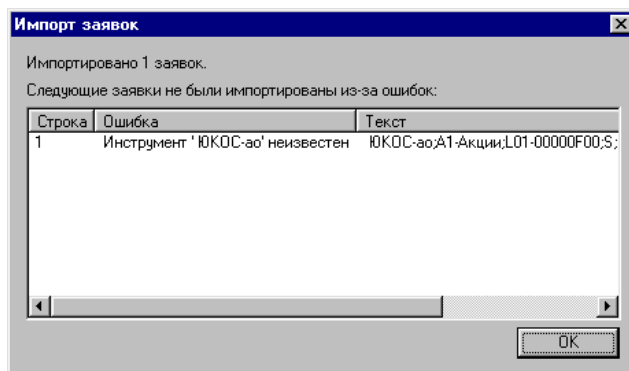 Импорт заявок
Импортировано 1 заявок.
Следующие заявки не были импортированы из-за ошибок:
Строка Ошибка Текст
1 Инструмент 'ЮКОС-ао' неизвестен ЮКОС-ао;A1-Акции;L01-00000F00;S;
OK